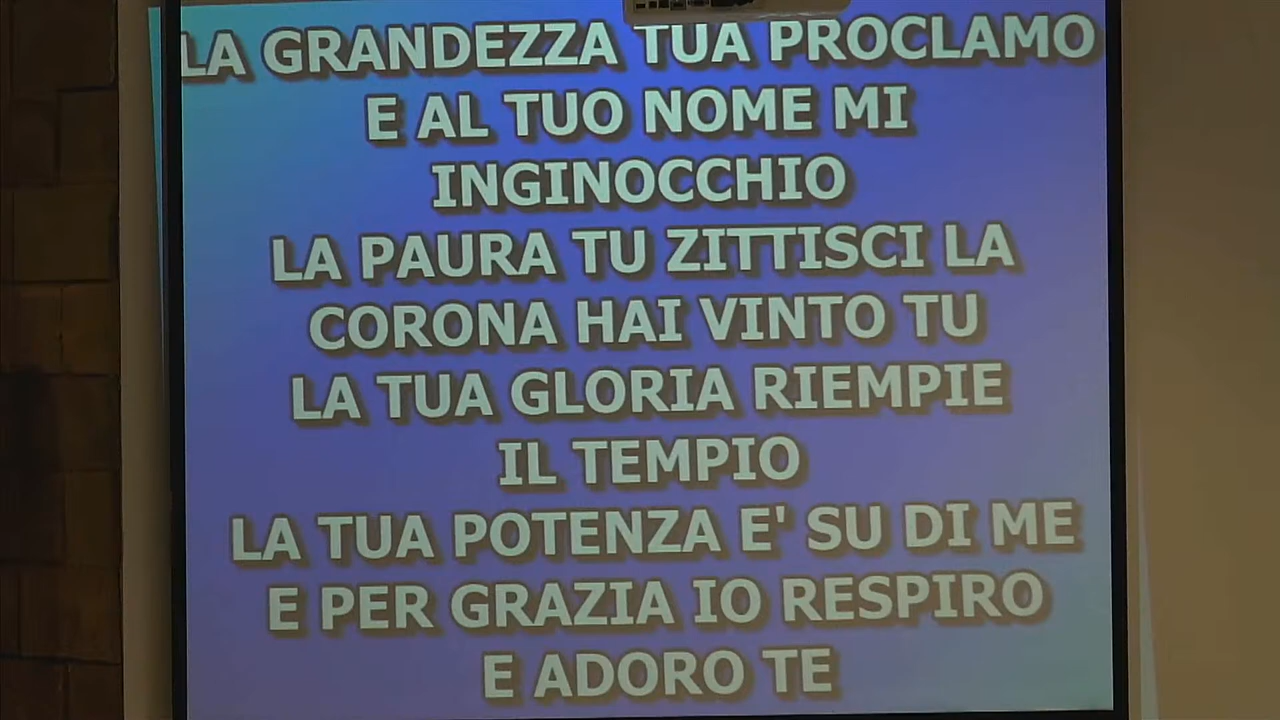 LA GRANDEZZA TUA PROCLAMO
E AL TUO NOME MI
INGINOCCHIO
LA PAURA TU ZITTISCI LA
CORONA HAI VINTO TU
LA TUA GLORIA RIEMPIE
IL TEMPIO
LA TUA POTENZA E' SU DI ME
E PER GRAZIA IO RESPIRO
E ADORO TE